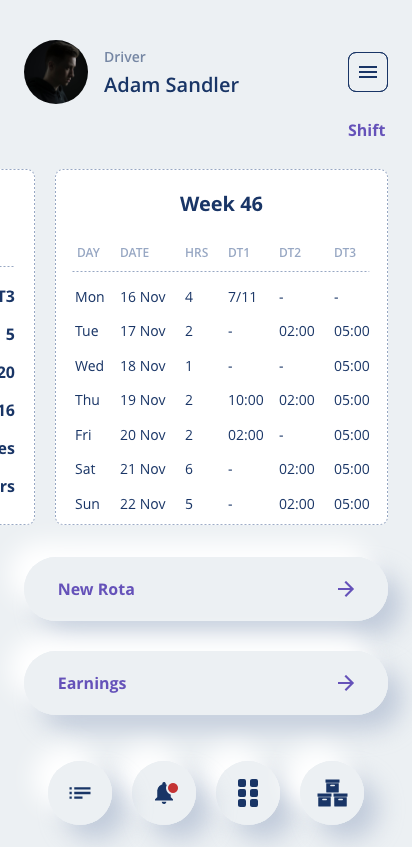 Driver
Adam Sandler
Shift
T3
5
20
16
es
rs
Week 46
DAY DATE HRS DT1 DT2 DT3
Mon 16 Nov 4 7/11 - -
Tue 17 Nov 2 - 02:00 05:00
Wed 18 Nov 1 - - 05:00
Thu 19 Nov 2 10:00 02:00 05:00
Fri 20 Nov 2 02:00 - 05:00
Sat 21 Nov 6 - 02:00 05:00
Sun 22 Nov 5 - 02:00 05:00
New Rota
Earnings